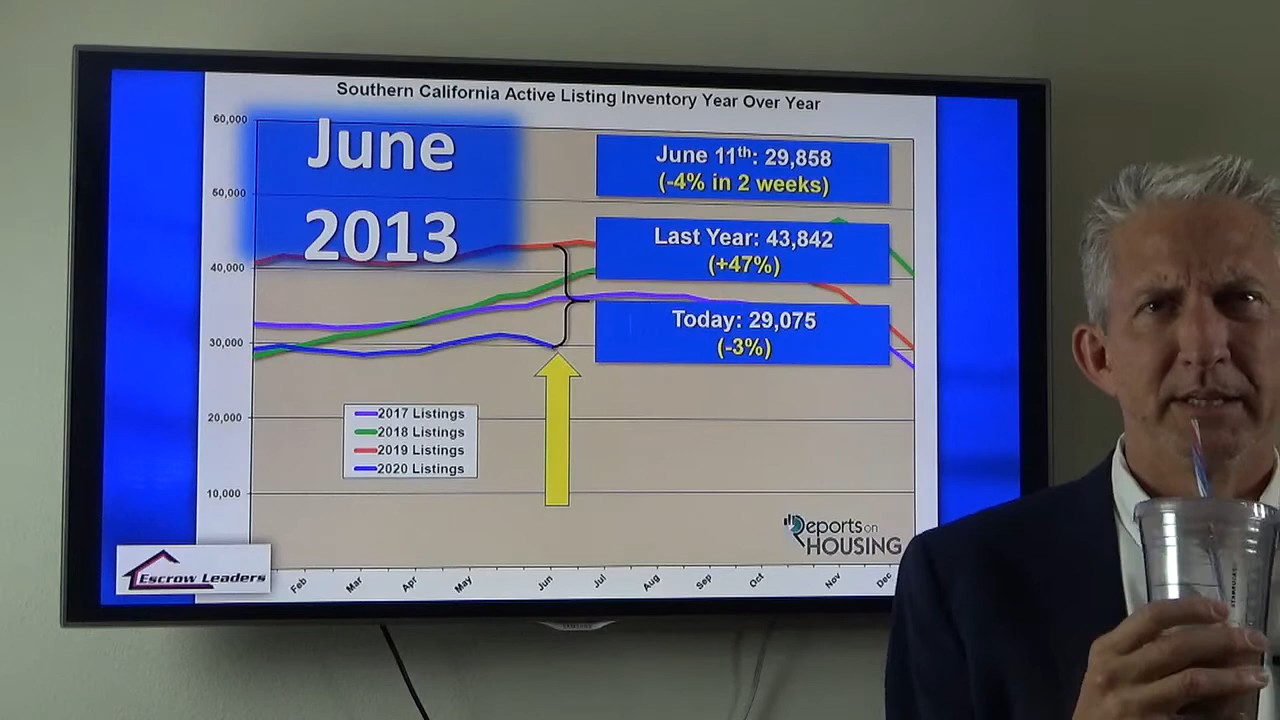 Southern California Active Listing Inventory Year Over Year
60,000
50,000
40,000
30,000
20,000
10,000
June
2013
June 11th: 29,858
(-4% in 2 weeks)
Last Year: 43,842
(+47%)
Today: 29,075
(-3%)
2017 Listings
2018 Listings
2019 Listings
2020 Listings
Reports on
HOUSING
Escrow Leaders
Feb
Mar
Apr
May
Jun
Jul
Aug
Sep
Oct
Nov
Dec
STARBUCKS